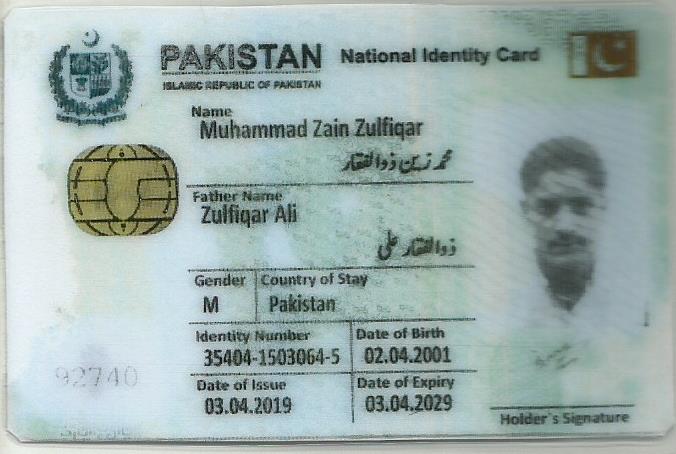 PAKISTAN National Identity Card
ISLAMIC REPUBLIC OF PAKISTAN
Name
Muhammad Zain Zulfiqar
محمد زین ذوالفقار
Father Name
Zulfiqar Ali
ذوالفقار علی
Gender Country of Stay
M Pakistan
Identity Number Date of Birth
35404-1503064-5 02.04.2001
Date of Issue Date of Expiry
03.04.2019 03.04.2029
92740
Holder's Signature